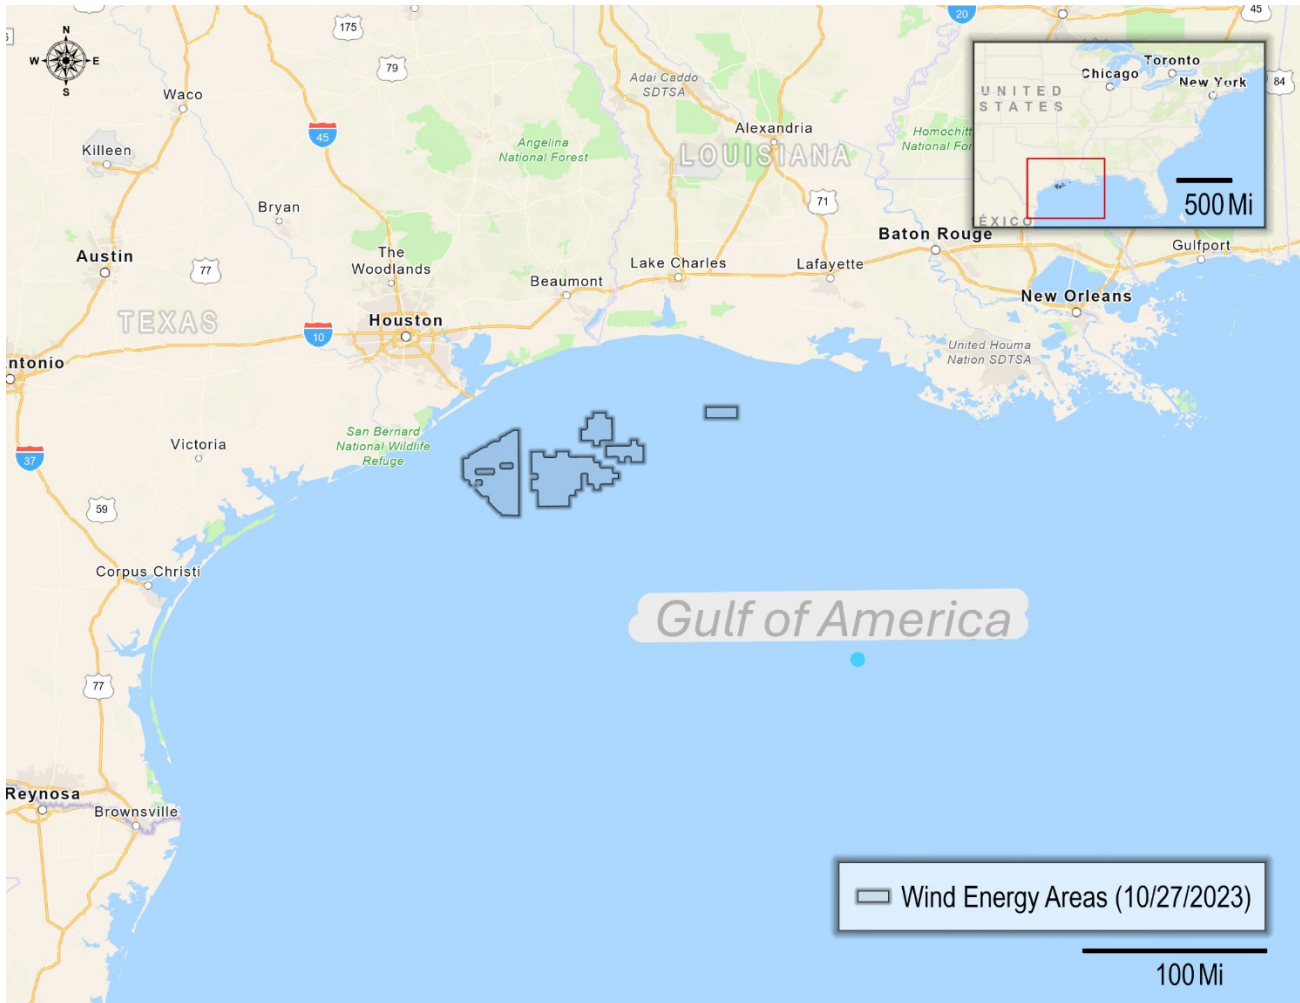 N
W
E
S
175
79
45
20
45
84
Waco
Killeen
Bryan
Austin
77
TEXAS
The
Woodlands
Houston
10
Beaumont
Lake Charles
Lafayette
Angelina
National Forest
Adai Caddo
SDTSA
Alexandria
LOUISIANA
71
Homochitt
National For
Baton Rouge
New Orleans
Gulfport
United Houma
Nation SDTSA
UNITED
STATES
Chicago
Toronto
New York
ÉXICO
500 Mi
ntonio
37
Victoria
San Bernard
National Wildlife
Refuge
59
Corpus Christi
77
Reynosa
Brownsville
Gulf of America
Wind Energy Areas (10/27/2023)
100 Mi